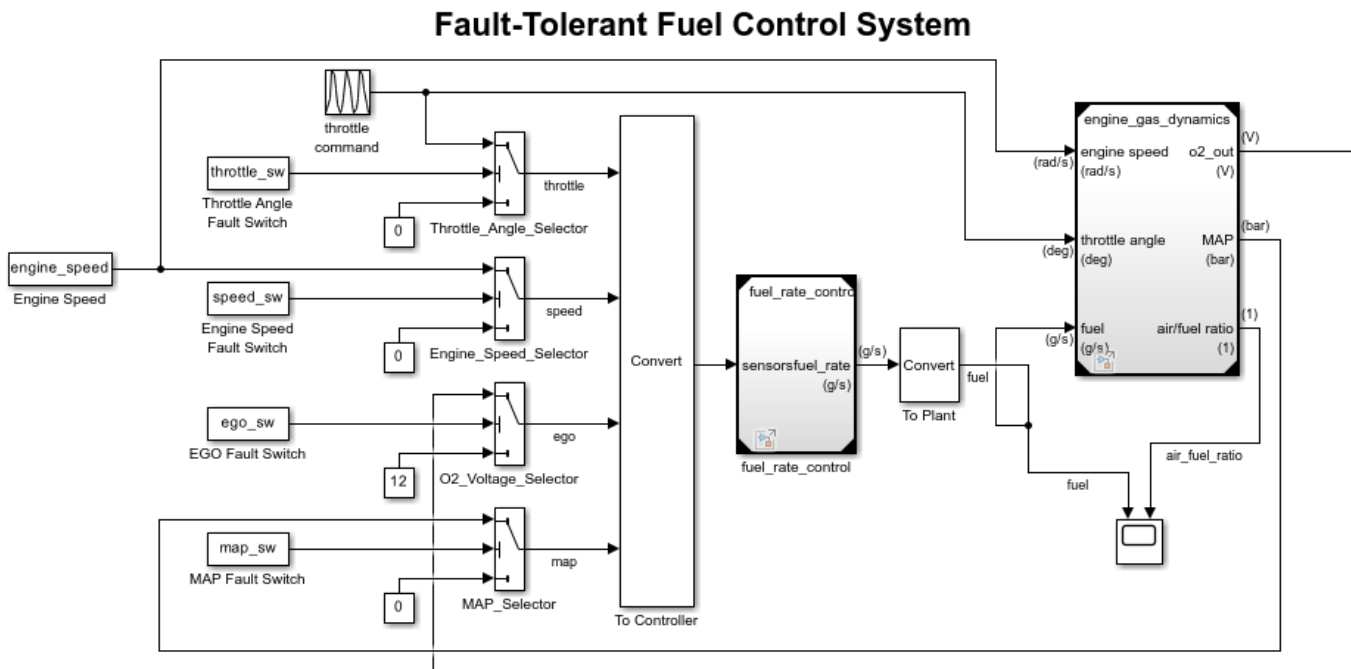 Fault-Tolerant Fuel Control System
throttle
command
throttle_sw
Throttle Angle
Fault Switch
0
throttle
Throttle_Angle_Selector
engine_speed
Engine Speed
speed_sw
Engine Speed
Fault Switch
0
speed
Engine_Speed_Selector
ego_sw
EGO Fault Switch
12
ego
O2_Voltage_Selector
map_sw
MAP Fault Switch
0
map
MAP_Selector
Convert
To Controller
fuel_rate_contro
sensors
fuel_rate
(g/s)
fuel_rate_control
(g/s)
Convert
To Plant
fuel
fuel
engine_gas_dynamics
(rad/s)
engine speed
(rad/s)
o2_out
(V)
(V)
(deg)
throttle angle
(deg)
MAP
(bar)
(bar)
(g/s)
fuel
(g/s)
air/fuel ratio
(1)
(1)
air_fuel_ratio